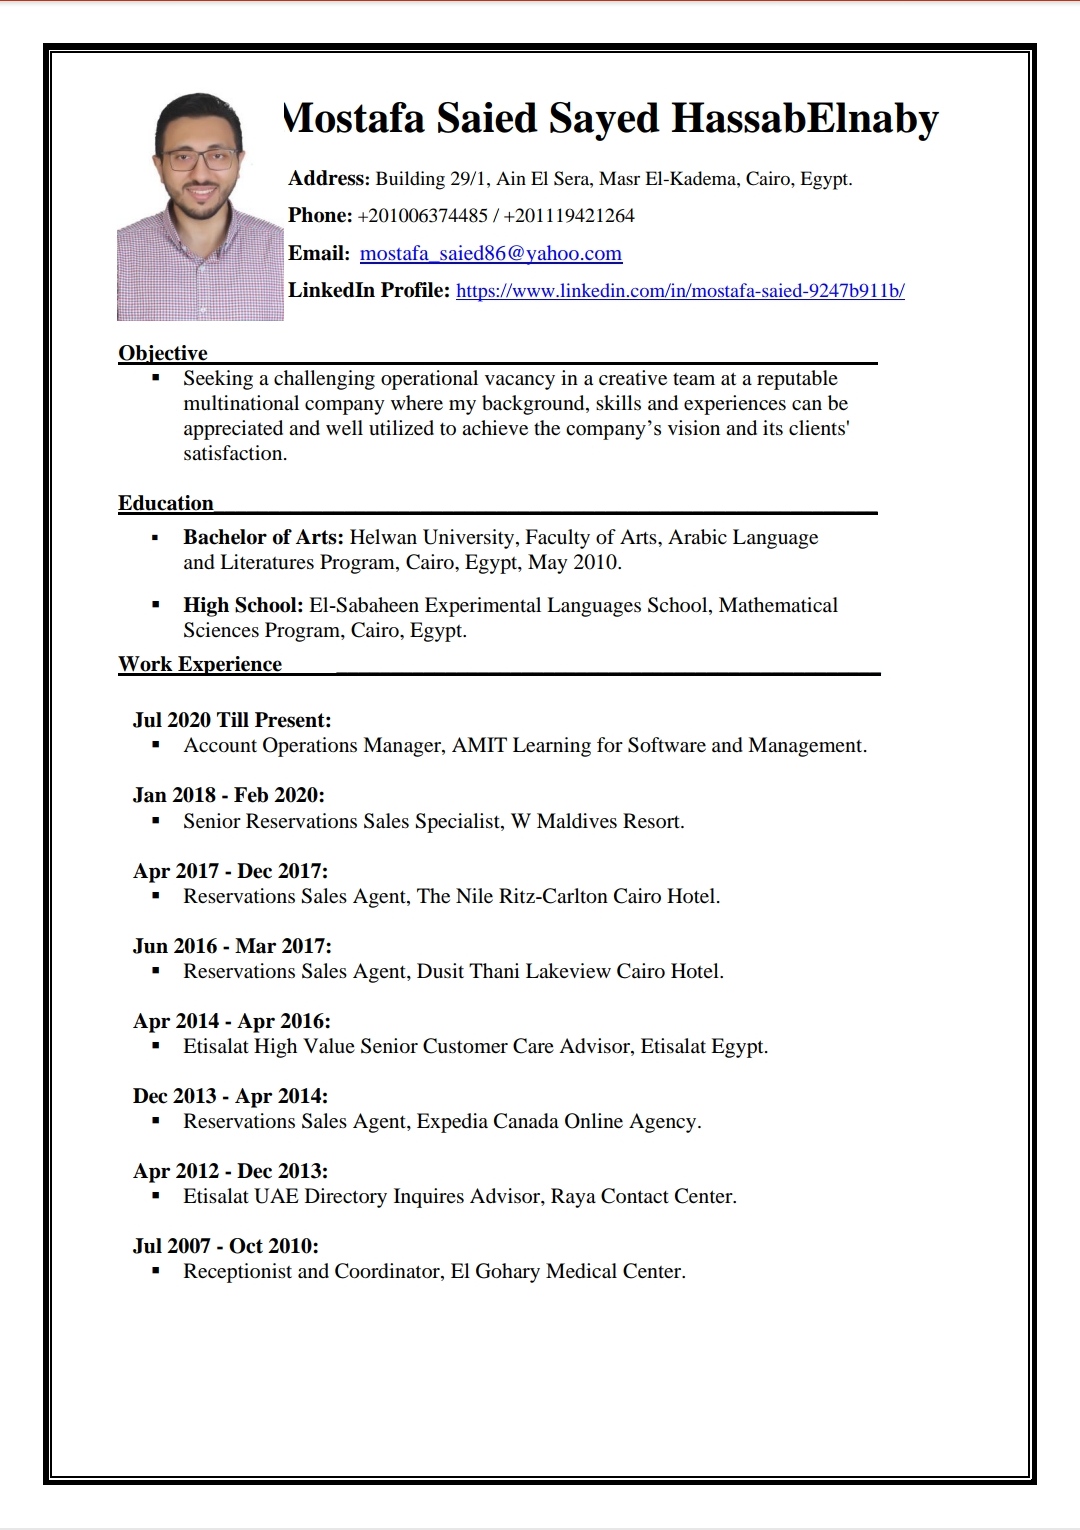 Mostafa Saied Sayed HassabElnaby
Address: Building 29/1, Ain El Sera, Masr El-Kadema, Cairo, Egypt.
Phone: +201006374485 / +201119421264
Email: mostafa_saied86@yahoo.com
LinkedIn Profile: https://www.linkedin.com/in/mostafa-saied-9247b911b/
Objective
▪ Seeking a challenging operational vacancy in a creative team at a reputable
multinational company where my background, skills and experiences can be
appreciated and well utilized to achieve the company’s vision and its clients'
satisfaction.
Education
▪ Bachelor of Arts: Helwan University, Faculty of Arts, Arabic Language
and Literatures Program, Cairo, Egypt, May 2010.
▪ High School: El-Sabaheen Experimental Languages School, Mathematical
Sciences Program, Cairo, Egypt.
Work Experience
Jul 2020 Till Present:
▪ Account Operations Manager, AMIT Learning for Software and Management.
Jan 2018 - Feb 2020:
▪ Senior Reservations Sales Specialist, W Maldives Resort.
Apr 2017 - Dec 2017:
▪ Reservations Sales Agent, The Nile Ritz-Carlton Cairo Hotel.
Jun 2016 - Mar 2017:
▪ Reservations Sales Agent, Dusit Thani Lakeview Cairo Hotel.
Apr 2014 - Apr 2016:
▪ Etisalat High Value Senior Customer Care Advisor, Etisalat Egypt.
Dec 2013 - Apr 2014:
▪ Reservations Sales Agent, Expedia Canada Online Agency.
Apr 2012 - Dec 2013:
▪ Etisalat UAE Directory Inquires Advisor, Raya Contact Center.
Jul 2007 - Oct 2010:
▪ Receptionist and Coordinator, El Gohary Medical Center.